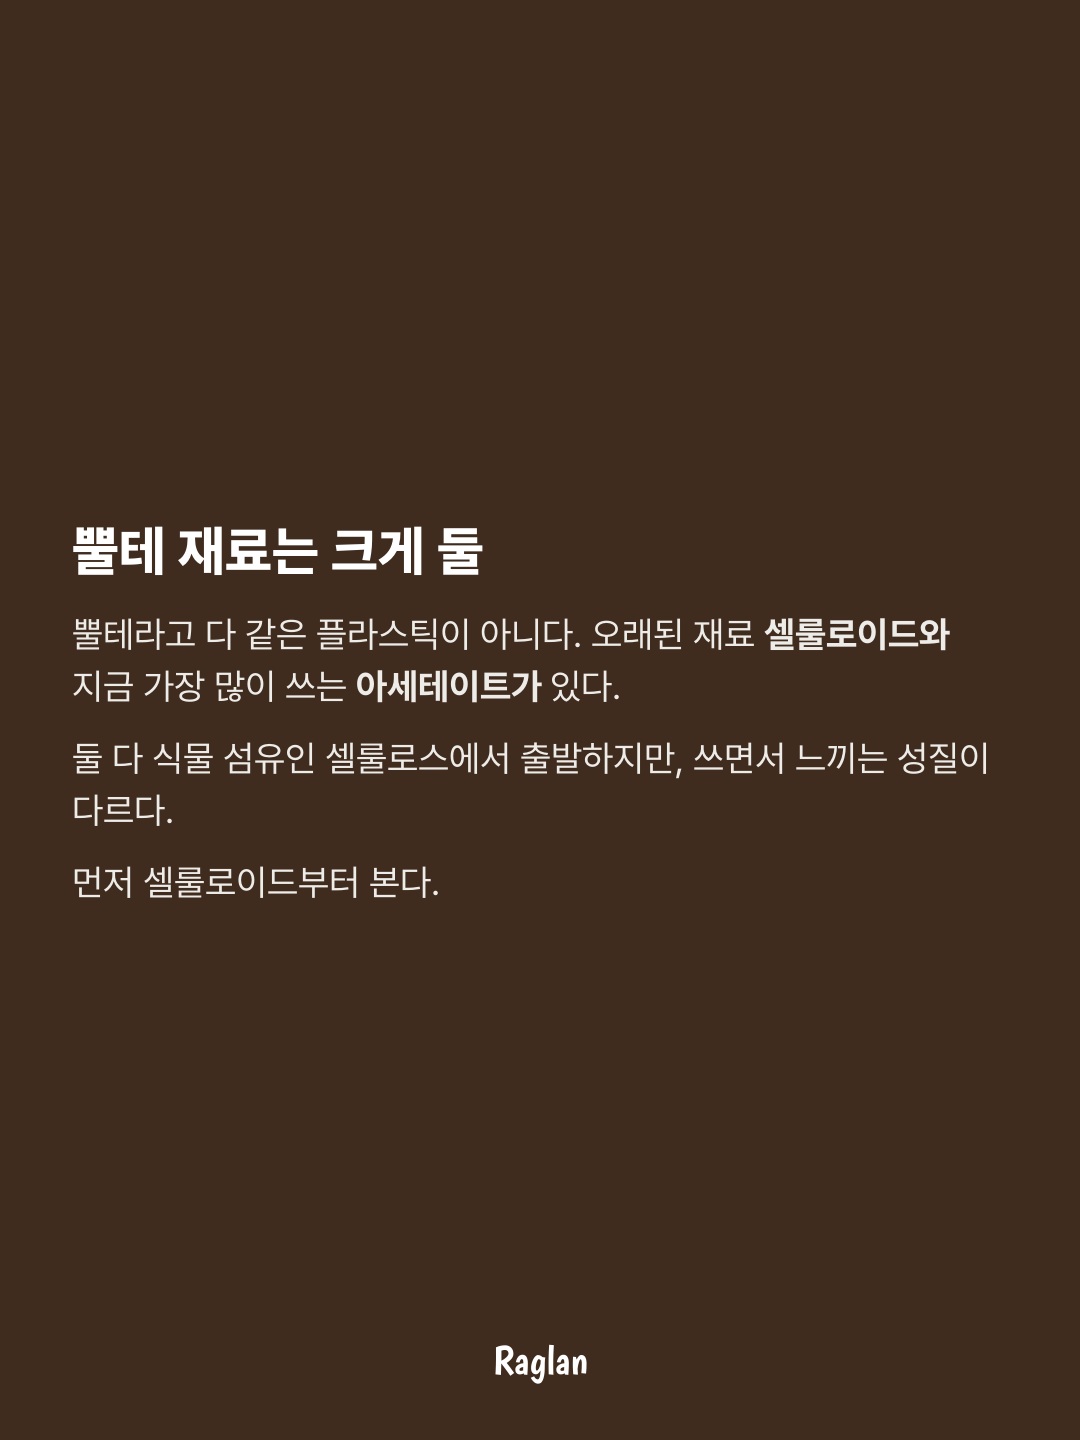 뿔테 재료는 크게 둘
뿔테라고 다 같은 플라스틱이 아니다. 오래된 재료 셀룰로이드와
지금 가장 많이 쓰는 아세테이트가 있다.
둘 다 식물 섬유인 셀룰로스에서 출발하지만, 쓰면서 느끼는 성질이
다르다.
먼저 셀룰로이드부터 본다.
Raglan